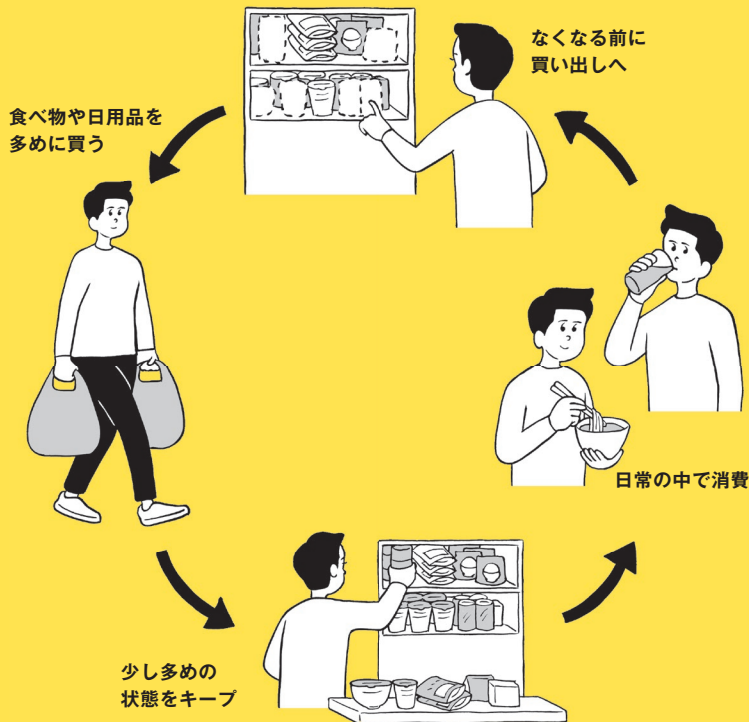 なくなる前に
買い出しへ
食べ物や日用品を
多めに買う
日常の中で消費
少し多めの
状態をキープ